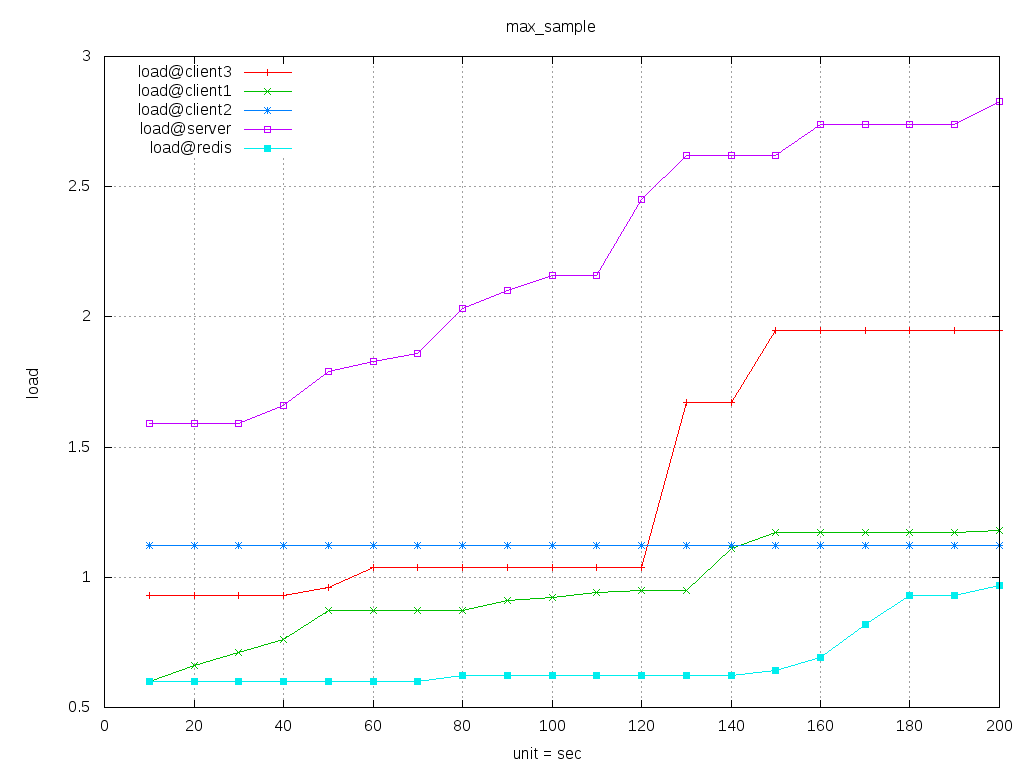 max_sample
load@client3
load@client1
load@client2
load@server
load@redis
3
2.5
2
1.5
1
0.5
load
0 20 40 60 80 100 120 140 160 180 200
unit = sec